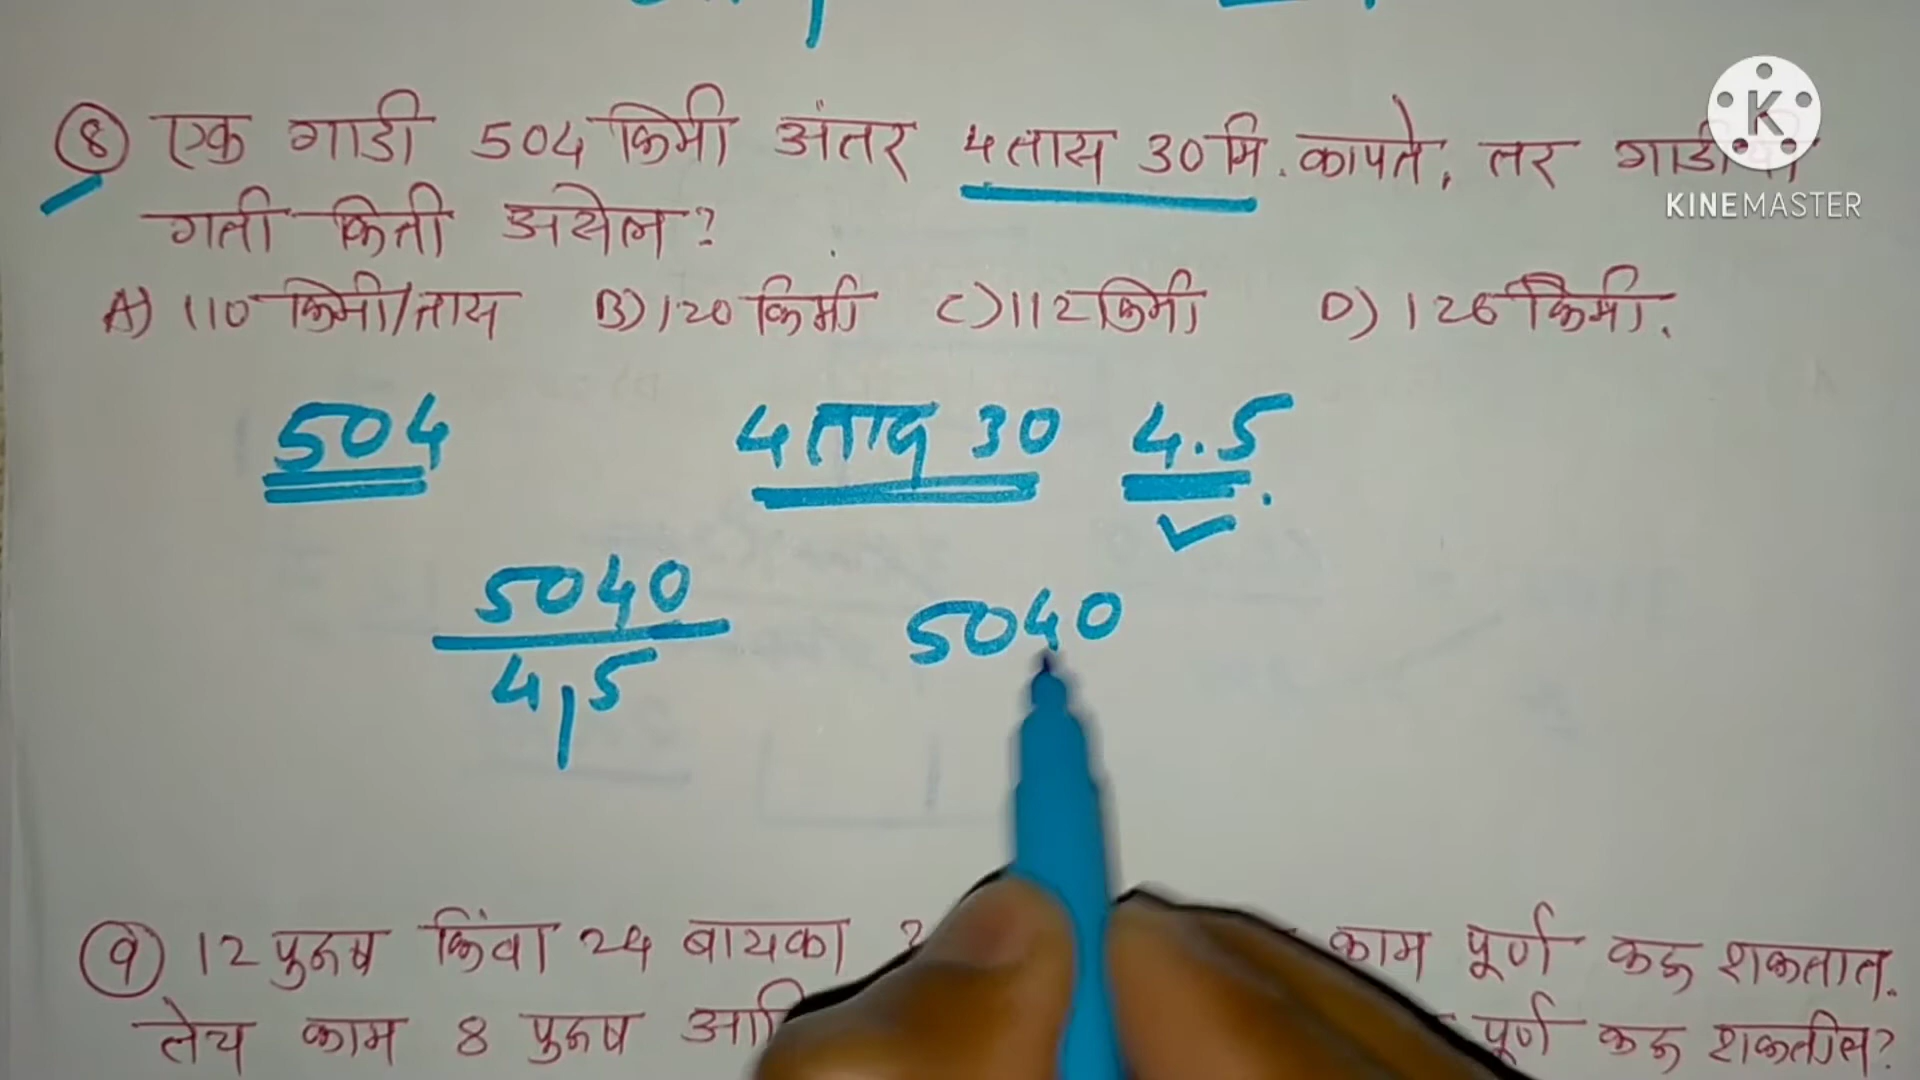 ⑧ एक गाडी 504 किमी अंतर 4 तास 30 मि. कापते, तर
गती किती असेल?
A) 110 किमी/तास B) 120 किमी C) 112 किमी D) 126 किमी.
504 4 तास 30 4.5
5040 5040
4,5
⑨ 12 पुरूष किंवा 24 बायका काम पूर्ण करू शकतात.
तेच काम 8 पुरूष पूर्ण करू शकतील?
K
KINEMASTER